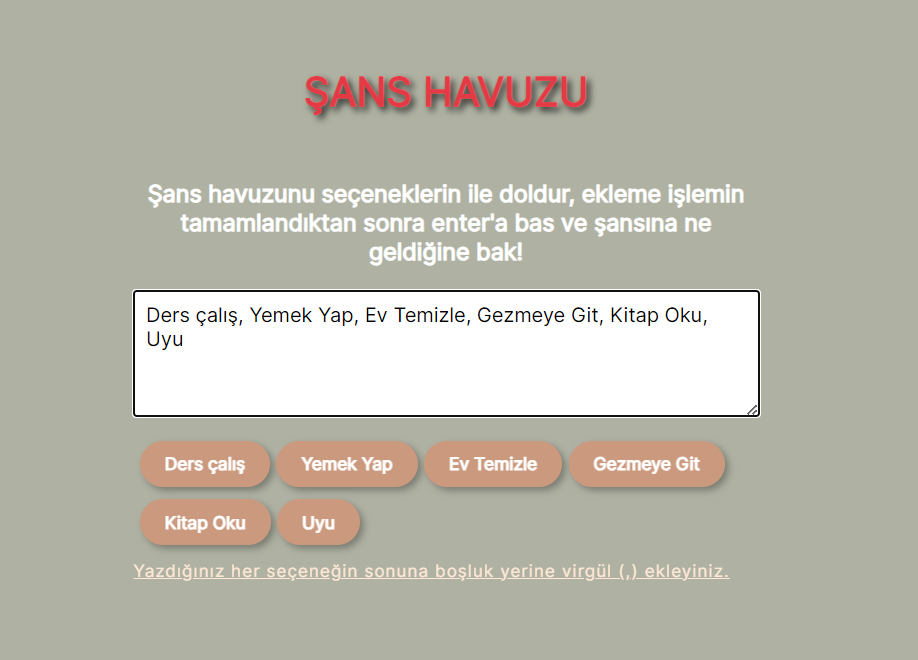 ŞANS HAVUZU
Şans havuzunu seçeneklerin ile doldur, ekleme işlemin
tamamlandıktan sonra enter'a bas ve şansına ne
geldiğine bak!
Ders çalış, Yemek Yap, Ev Temizle, Gezmeye Git, Kitap Oku,
Uyu
Ders çalış Yemek Yap Ev Temizle Gezmeye Git
Kitap Oku Uyu
Yazdığınız her seçeneğin sonuna boşluk yerine virgül (,) ekleyiniz.